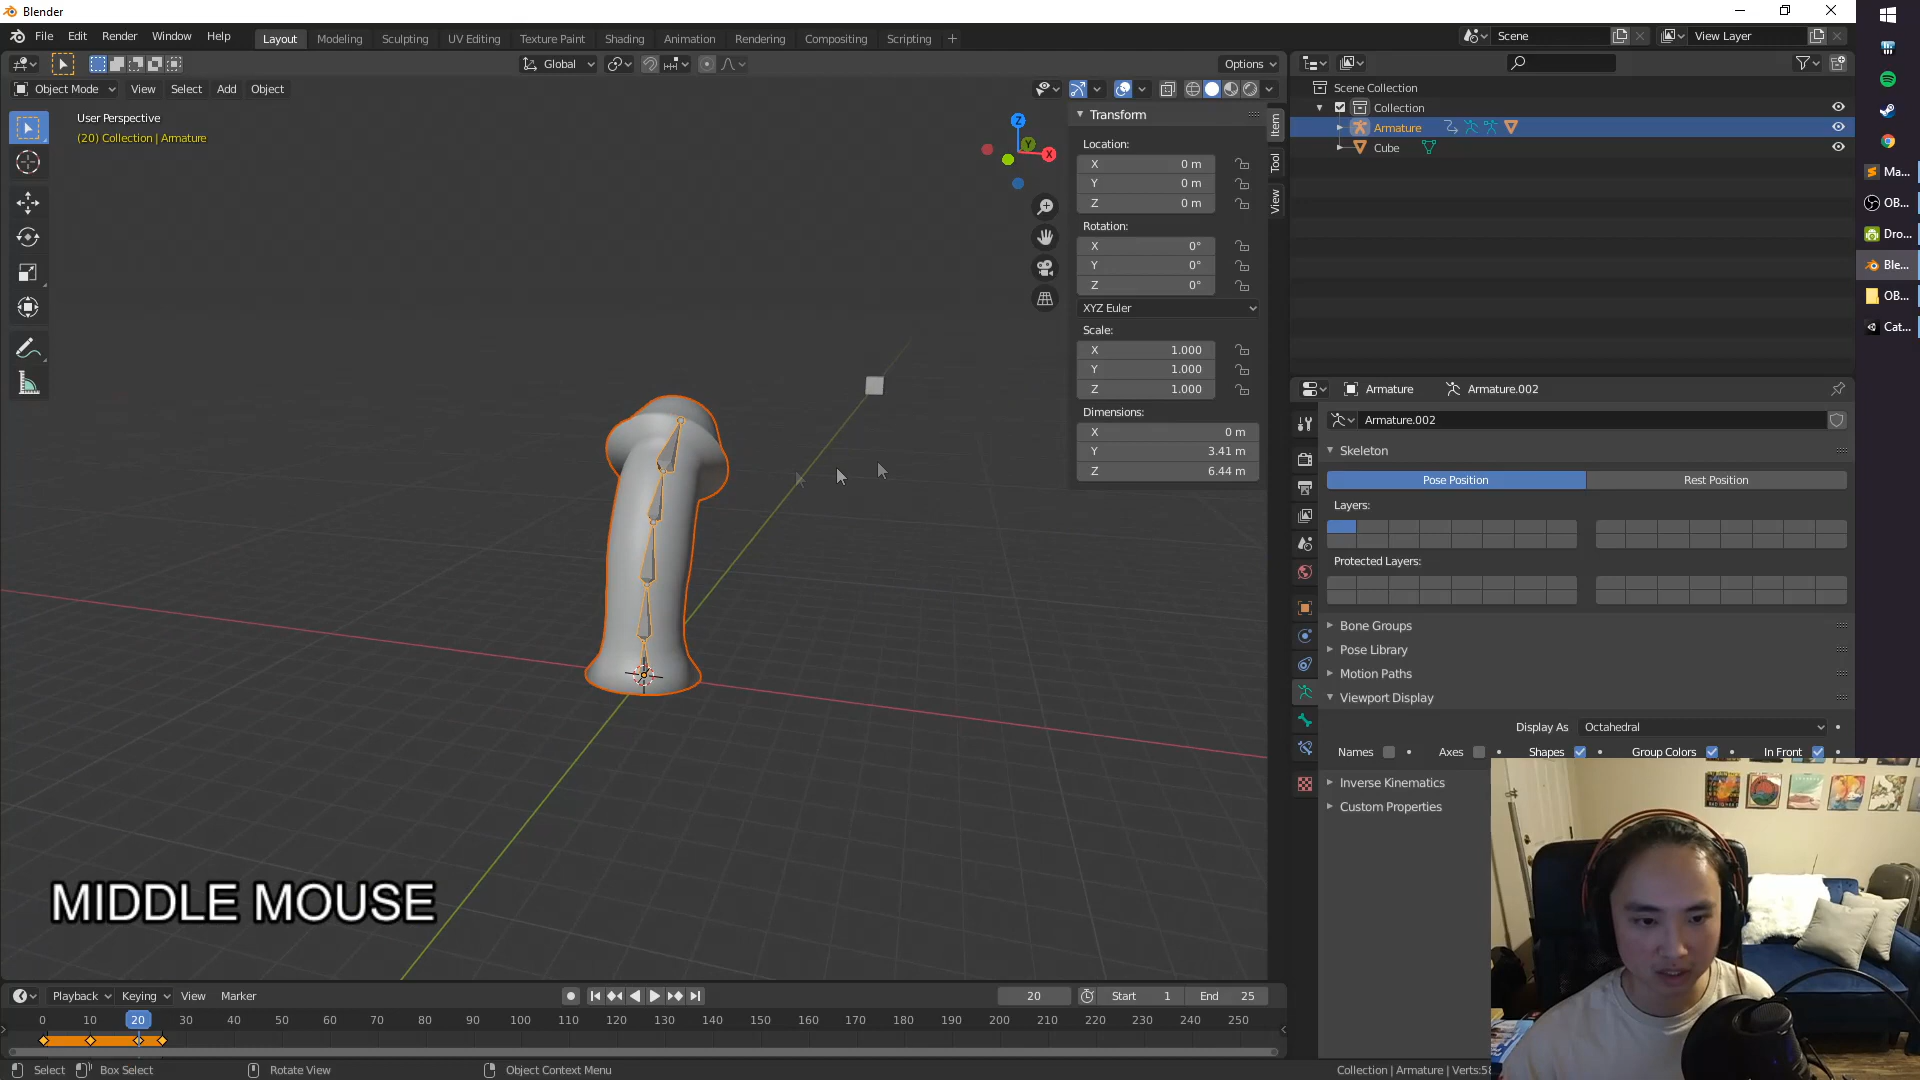 Blender
File Edit Render Window Help
Layout Modeling Sculpting UV Editing Texture Paint Shading Animation Rendering Compositing Scripting
Scene
View Layer
Global
Options
Object Mode View Select Add Object
User Perspective
(20) Collection | Armature
Z
Y
X
Transform
Location:
X 0 m
Y 0 m
Z 0 m
Rotation:
X 0°
Y 0°
Z 0°
XYZ Euler
Scale:
X 1.000
Y 1.000
Z 1.000
Dimensions:
X 0 m
Y 3.41 m
Z 6.44 m
Item
Tool
View
Scene Collection
Collection
Armature
Cube
Armature Armature.002
Armature.002
Skeleton
Pose Position Rest Position
Layers:
Protected Layers:
Bone Groups
Pose Library
Motion Paths
Viewport Display
Display As Octahedral
Names Axes Shapes Group Colors In Front
Inverse Kinematics
Custom Properties
Ma...
OB...
Dro...
Ble...
OB...
Cat...
MIDDLE MOUSE
Playback Keying View Marker
20 Start 1 End 25
0 10 20 30 40 50 60 70 80 90 100 110 120 130 140 150 160 170 180 190 200 210 220 230 240 250
Select Box Select Rotate View Object Context Menu
Collection | Armature | Verts:58